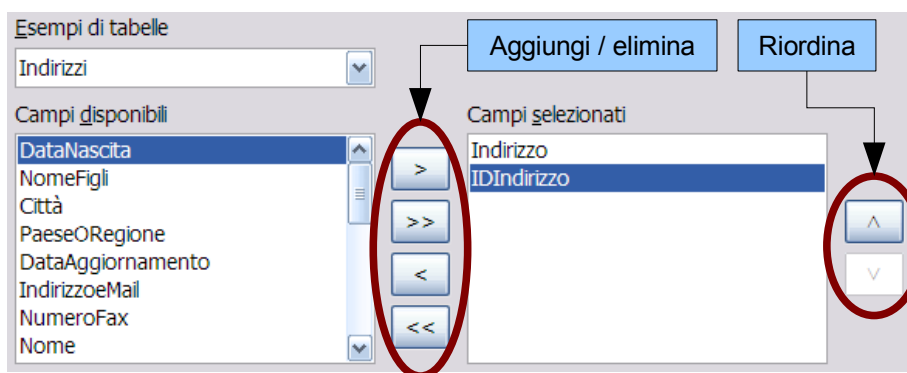 Esempi di tabelle
Aggiungi / elimina
Riordina
Indirizzi
Campi disponibili
Campi selezionati
DataNascita
NomeFigli
Città
PaeseORegione
DataAggiornamento
IndirizzoeMail
NumeroFax
Nome
>
>>
<
<<
Indirizzo
IDIndirizzo
^
v